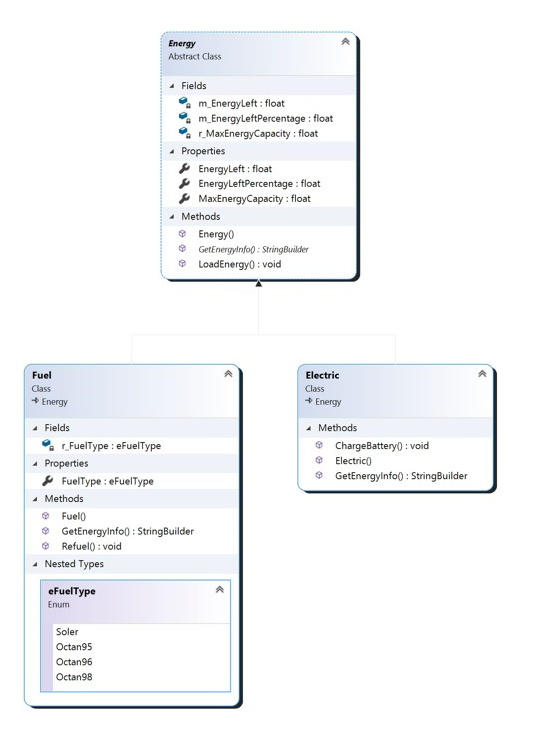 Energy
Abstract Class
Fields
m_EnergyLeft : float
m_EnergyLeftPercentage : float
r_MaxEnergyCapacity : float
Properties
EnergyLeft : float
EnergyLeftPercentage : float
MaxEnergyCapacity : float
Methods
Energy()
GetEnergyInfo() : StringBuilder
LoadEnergy() : void
Fuel
Class
Energy
Fields
r_FuelType : eFuelType
Properties
FuelType : eFuelType
Methods
Fuel()
GetEnergyInfo() : StringBuilder
Refuel() : void
Nested Types
eFuelType
Enum
Soler
Octan95
Octan96
Octan98
Electric
Class
Energy
Methods
ChargeBattery() : void
Electric()
GetEnergyInfo() : StringBuilder